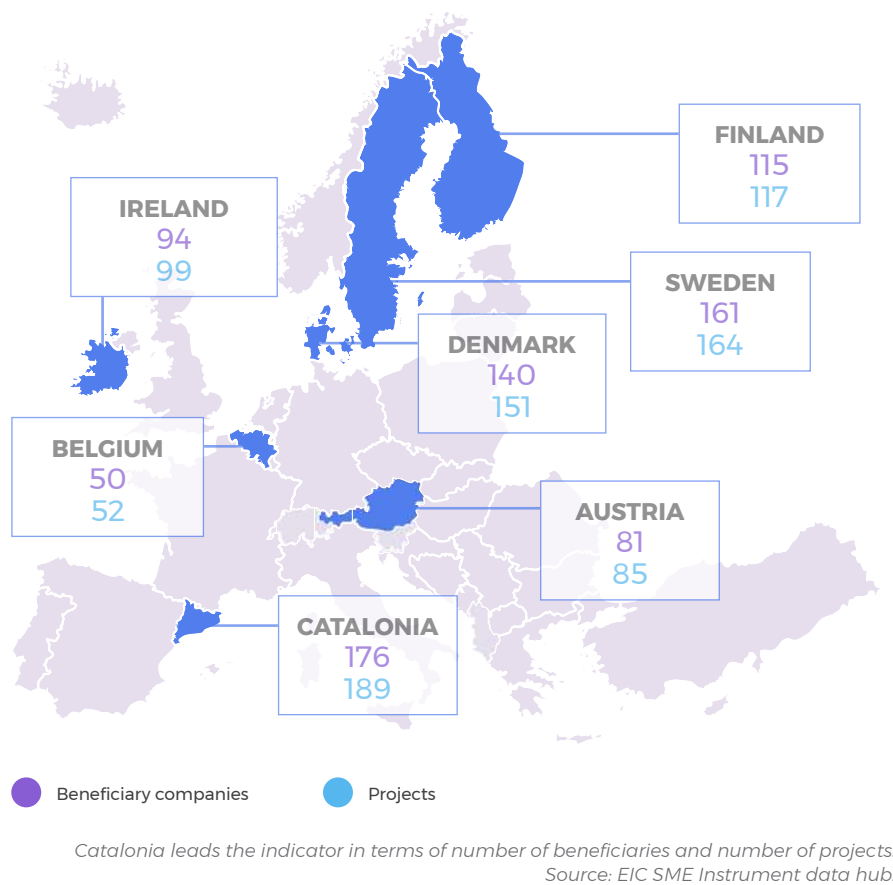 FINLAND
115
117
IRELAND
94
99
SWEDEN
161
164
DENMARK
140
151
BELGIUM
50
52
AUSTRIA
81
85
CATALONIA
176
189
Beneficiary companies
Projects
Catalonia leads the indicator in terms of number of beneficiaries and number of projects.
Source: EIC SME Instrument data hub.